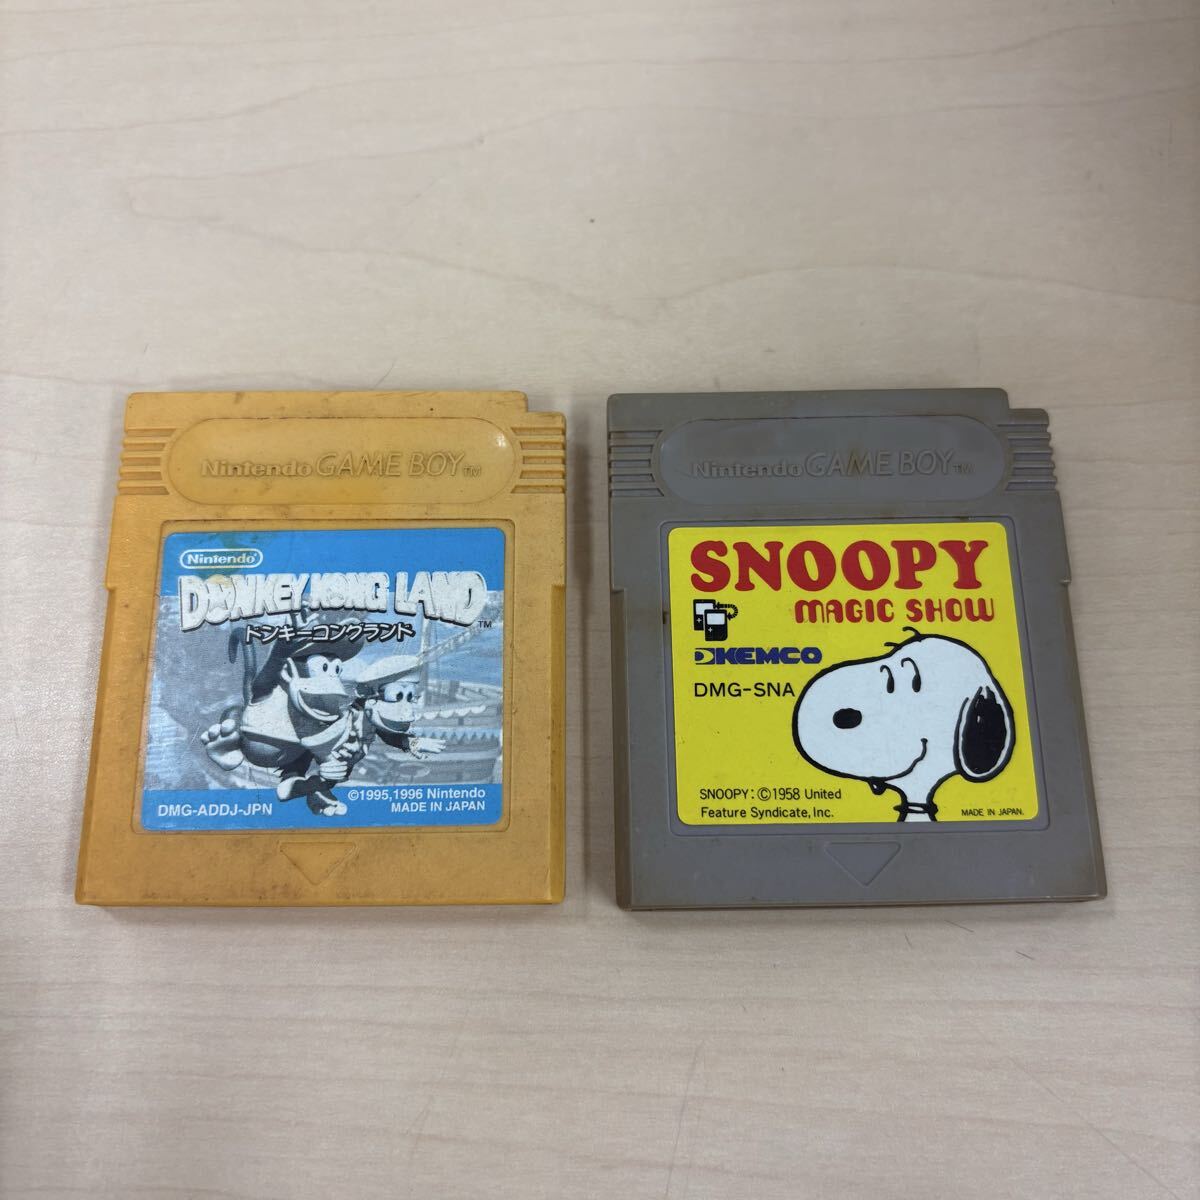 Nintendo GAME BOY TM
Nintendo
DONKEY KONG LAND TM
ドンキーコングランド
©1995,1996 Nintendo
MADE IN JAPAN
DMG-ADDJ-JPN
Nintendo GAME BOY TM
SNOOPY
MAGIC SHOW
KEMCO
DMG-SNA
SNOOPY: ©1958 United
Feature Syndicate, Inc.
MADE IN JAPAN.